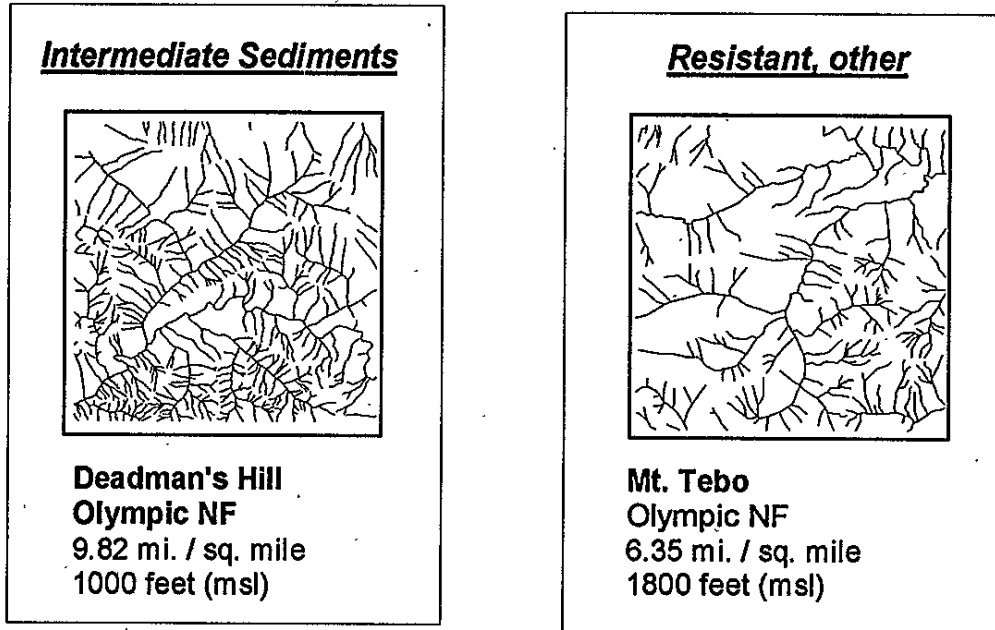 Intermediate Sediments
Deadman's Hill
Olympic NF
9.82 mi. / sq. mile
1000 feet (msl)
Resistant, other
Mt. Tebo
Olympic NF
6.35 mi. / sq. mile
1800 feet (msl)